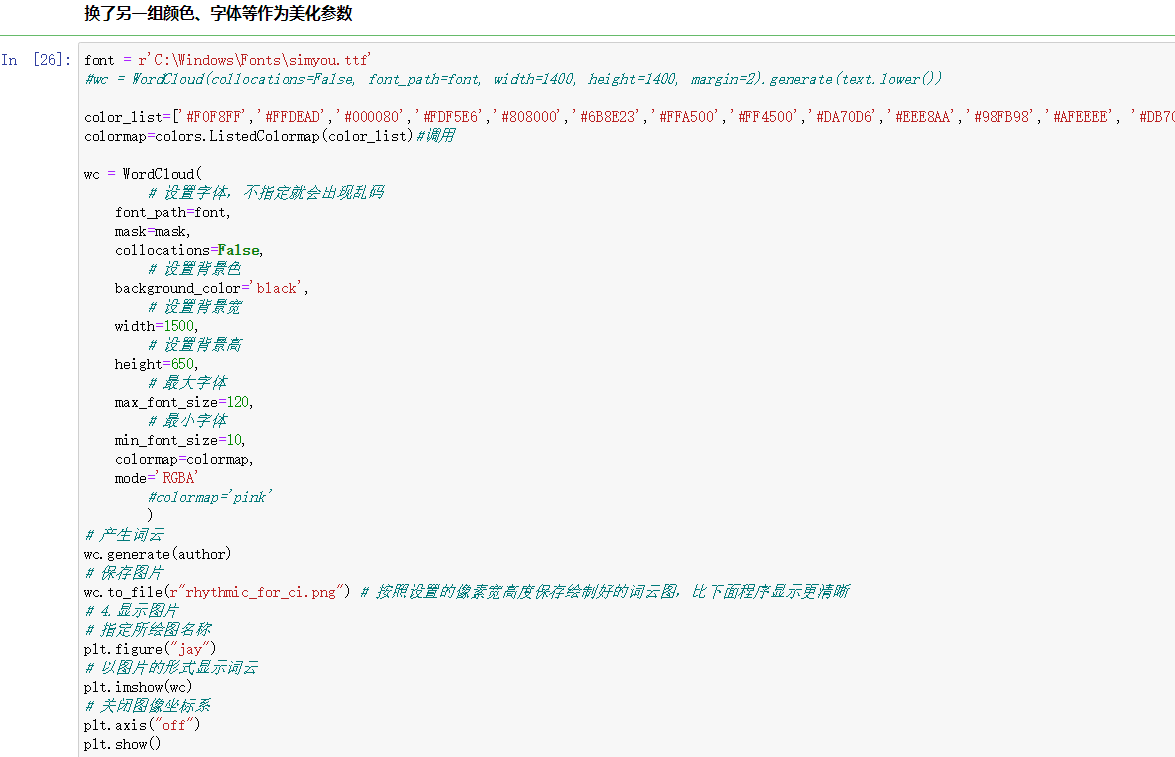 换了另一组颜色、字体等作为美化参数
In [26]: font = r'C:\Windows\Fonts\simyou.ttf'
#wc = WordCloud(collocations=False, font_path=font, width=1400, height=1400, margin=2).generate(text.lower())
color_list=['#F0F8FF','#FFDEAD','#000080','#FDF5E6','#808000','#6B8E23','#FFA500','#FF4500','#DA70D6','#EEE8AA','#98FB98','#AFEEEE', '#DB70
colormap=colors.ListedColormap(color_list)#调用
wc = WordCloud(
# 设置字体，不指定就会出现乱码
font_path=font,
mask=mask,
collocations=False,
# 设置背景色
background_color='black',
# 设置背景宽
width=1500,
# 设置背景高
height=650,
# 最大字体
max_font_size=120,
# 最小字体
min_font_size=10,
colormap=colormap,
mode='RGBA'
#colormap='pink'
)
# 产生词云
wc.generate(author)
# 保存图片
wc.to_file(r"rhythmic_for_ci.png") # 按照设置的像素宽高度保存绘制好的词云图，比下面程序显示更清晰
# 4.显示图片
# 指定所绘图名称
plt.figure("jay")
# 以图片的形式显示词云
plt.imshow(wc)
# 关闭图像坐标系
plt.axis("off")
plt.show()